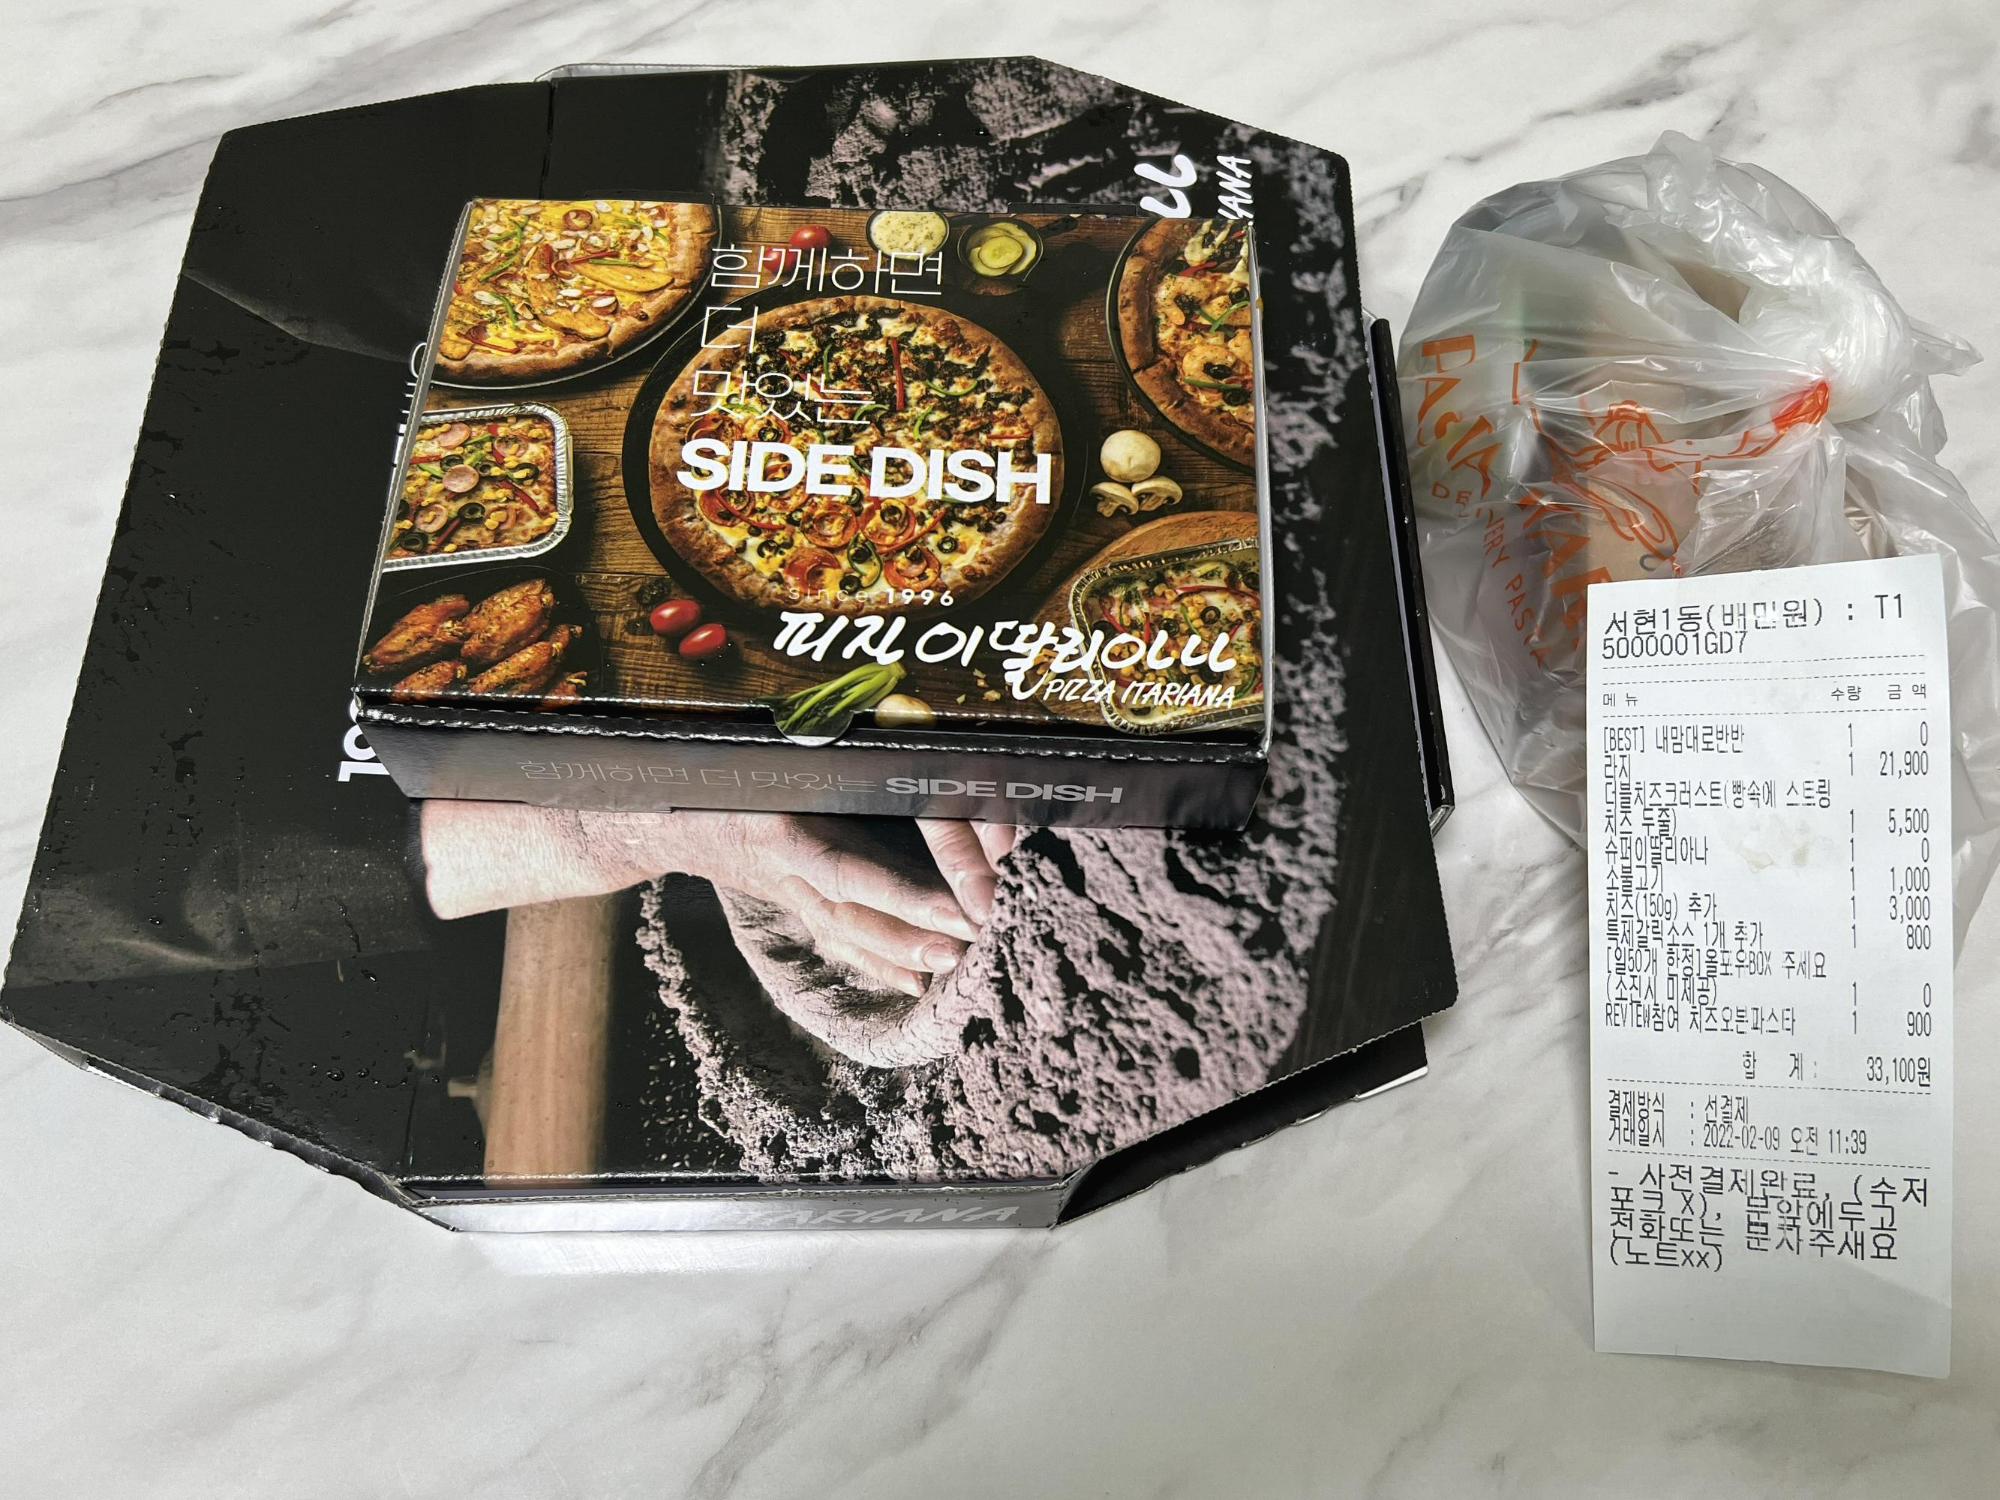 함께하면
더
맛있는
SIDE DISH
since 1996
피자 이딸리아나
PIZZA ITARIANA
함께하면 더 맛있는 SIDE DISH
TARIANA
서현1동(배민원) : T1
5000001GD7
메 뉴 수량 금 액
[BEST] 내맘대로반반 1 0
라지 1 21,900
더블치즈크러스트(빵속에 스트링
치즈 두줄) 1 5,500
슈퍼이딸리아나 1 0
소불고기 1 1,000
치즈(150g) 추가 1 3,000
특제갈릭소스 1개 추가 1 800
[일50개 한정]올포유BOX 주세요
(소진시 미제공) 1 0
REVIEW참여 치즈오븐파스타 1 900
합 계 : 33,100원
결제방식 : 선결제
거래일시 : 2022-02-09 오전 11:39
- 사전결제완료, (수저
포크 X), 문앞에두고
전화또는 문자주새요
(노트xx)